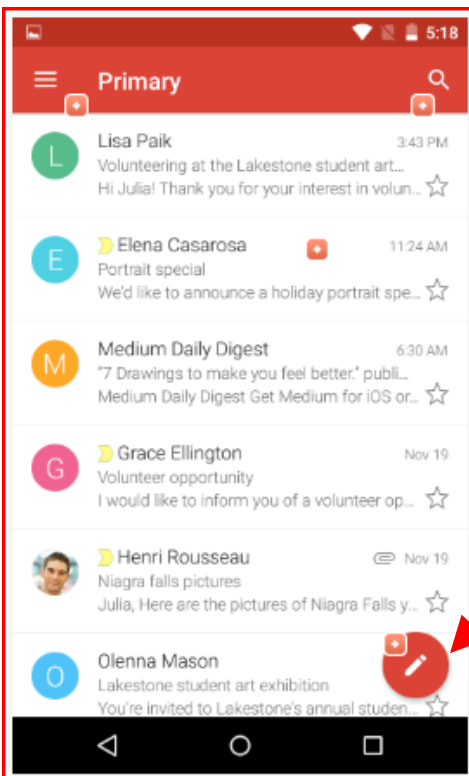 5:18
Primary
L
Lisa Paik 3:43 PM
Volunteering at the Lakestone student art...
Hi Julia! Thank you for your interest in volun...
E
Elena Casarosa 11:24 AM
Portrait special
We'd like to announce a holiday portrait spe...
M
Medium Daily Digest 6:30 AM
"7 Drawings to make you feel better." publi...
Medium Daily Digest Get Medium for iOS or...
G
Grace Ellington Nov 19
Volunteer opportunity
I would like to inform you of a volunteer op...
Henri Rousseau Nov 19
Niagra falls pictures
Julia, Here are the pictures of Niagra Falls y...
O
Olenna Mason
Lakestone student art exhibition
You're invited to Lakestone's annual studen...